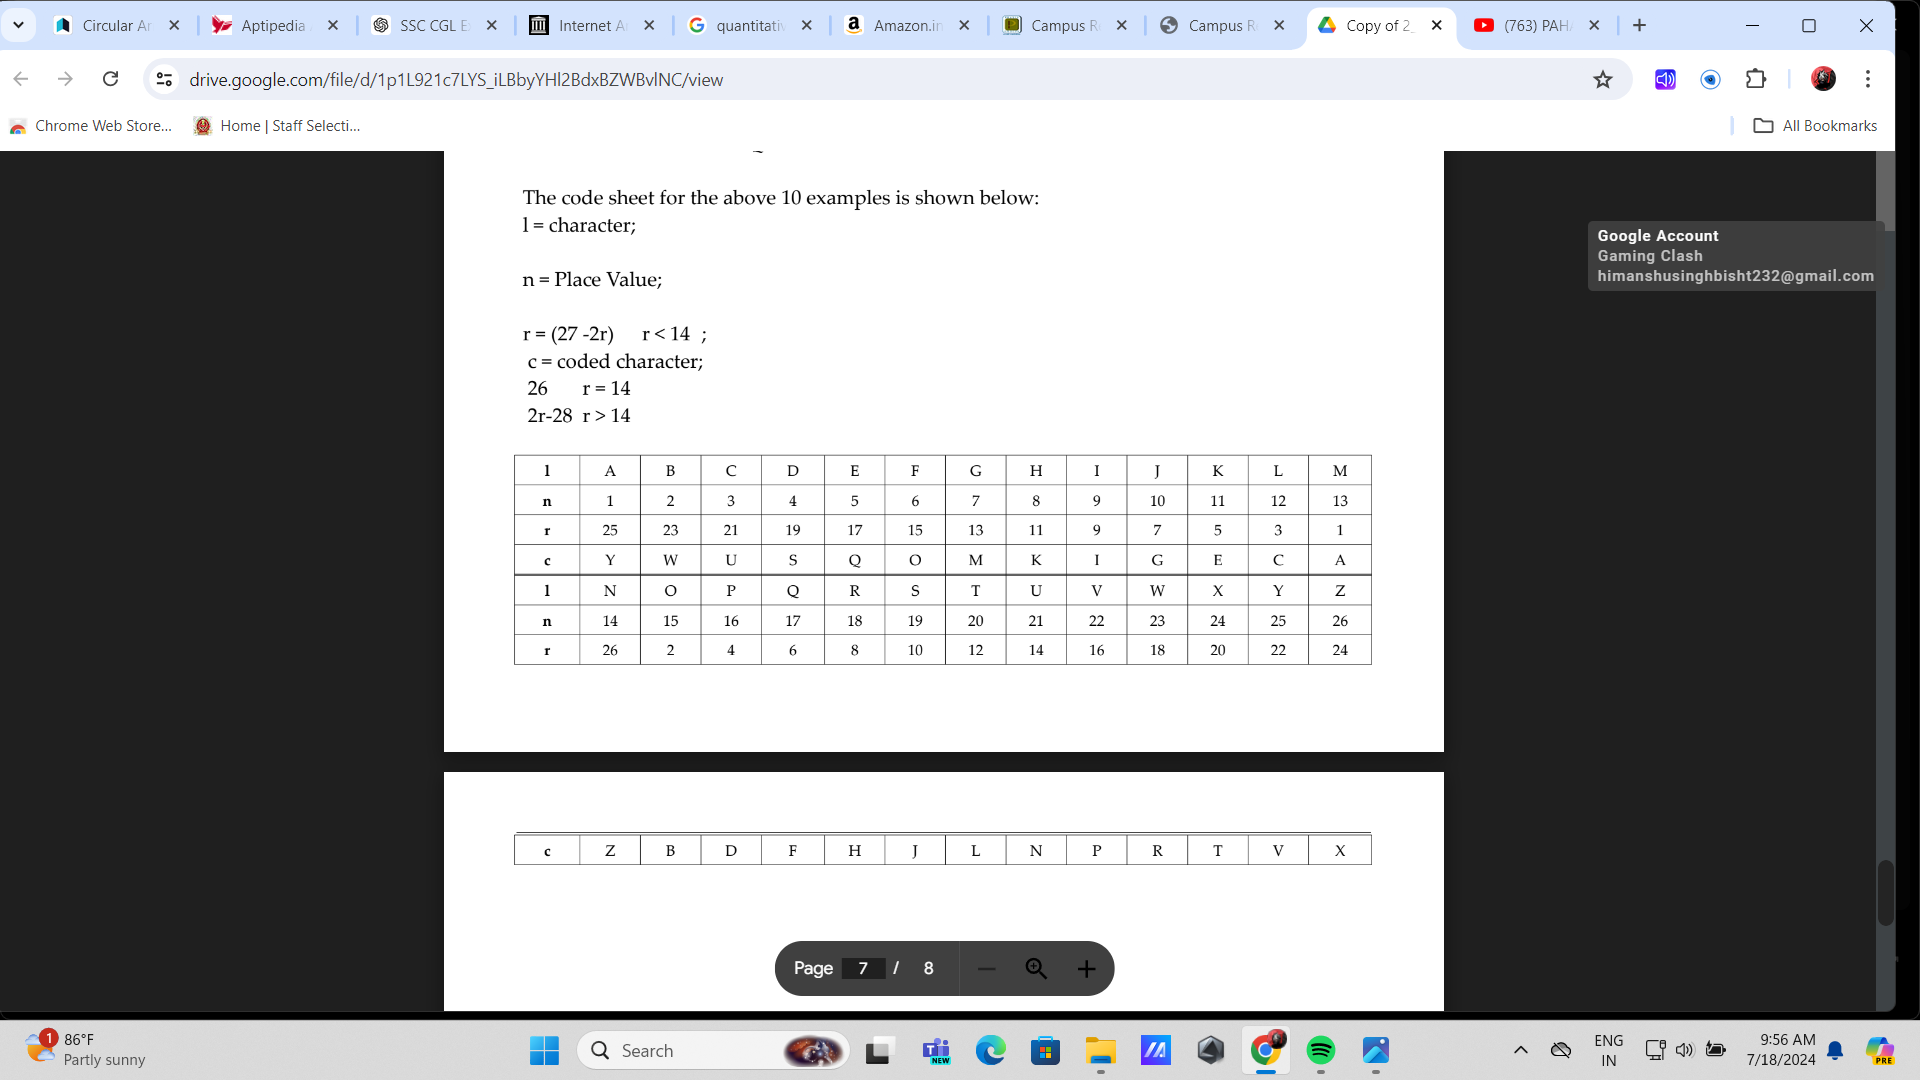 Circular Ar
Aptipedia
SSC CGL E
Internet A
quantitativ
Amazon.in
Campus R
Campus R
Copy of 2_
(763) PAH
drive.google.com/file/d/1p1L921c7LYS_iLBbyYHl2BdxBZWBvlNC/view
Chrome Web Store...
Home | Staff Selecti...
All Bookmarks
Google Account
Gaming Clash
himanshusinghbisht232@gmail.com
The code sheet for the above 10 examples is shown below:
l = character;
n = Place Value;
r = (27 -2r) r < 14 ;
c = coded character;
26 r = 14
2r-28 r > 14
l A B C D E F G H I J K L M
n 1 2 3 4 5 6 7 8 9 10 11 12 13
r 25 23 21 19 17 15 13 11 9 7 5 3 1
c Y W U S Q O M K I G E C A
l N O P Q R S T U V W X Y Z
n 14 15 16 17 18 19 20 21 22 23 24 25 26
r 26 2 4 6 8 10 12 14 16 18 20 22 24
c Z B D F H J L N P R T V X
Page 7 / 8
1
86°F
Partly sunny
Search
NEW
ENG
IN
9:56 AM
7/18/2024
PRE